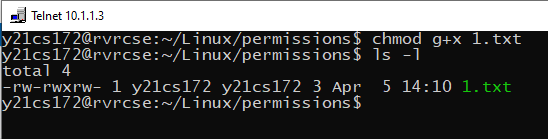 Telnet 10.1.1.3
y21cs172@rvrcse:~/Linux/permissions$ chmod g+x 1.txt
y21cs172@rvrcse:~/Linux/permissions$ ls -l
total 4
-rw-rwxrw- 1 y21cs172 y21cs172 3 Apr  5 14:10 1.txt
y21cs172@rvrcse:~/Linux/permissions$